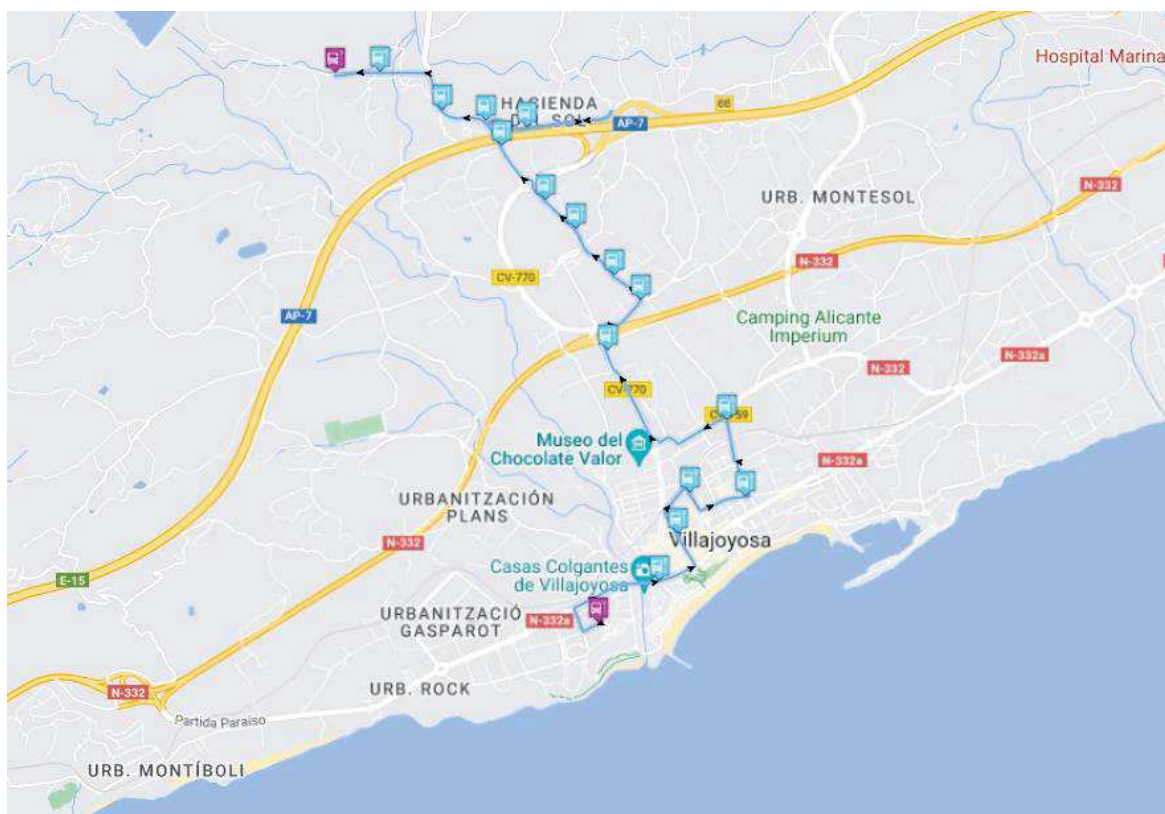 Hospital Marina
HACIENDA
DEL SOL
66
AP-7
N-332
URB. MONTESOL
N-332
CV-770
AP-7
Camping Alicante
Imperium
N-332a
N-332
CV-770
Museo del
Chocolate Valor
N-332a
URBANITZACIÓN
PLANS
Villajoyosa
N-332
Casas Colgantes
de Villajoyosa
E-15
URBANITZACIÓ
GASPAROT
N-332a
URB. ROCK
N-332
Partida Paraiso
URB. MONTÍBOLI